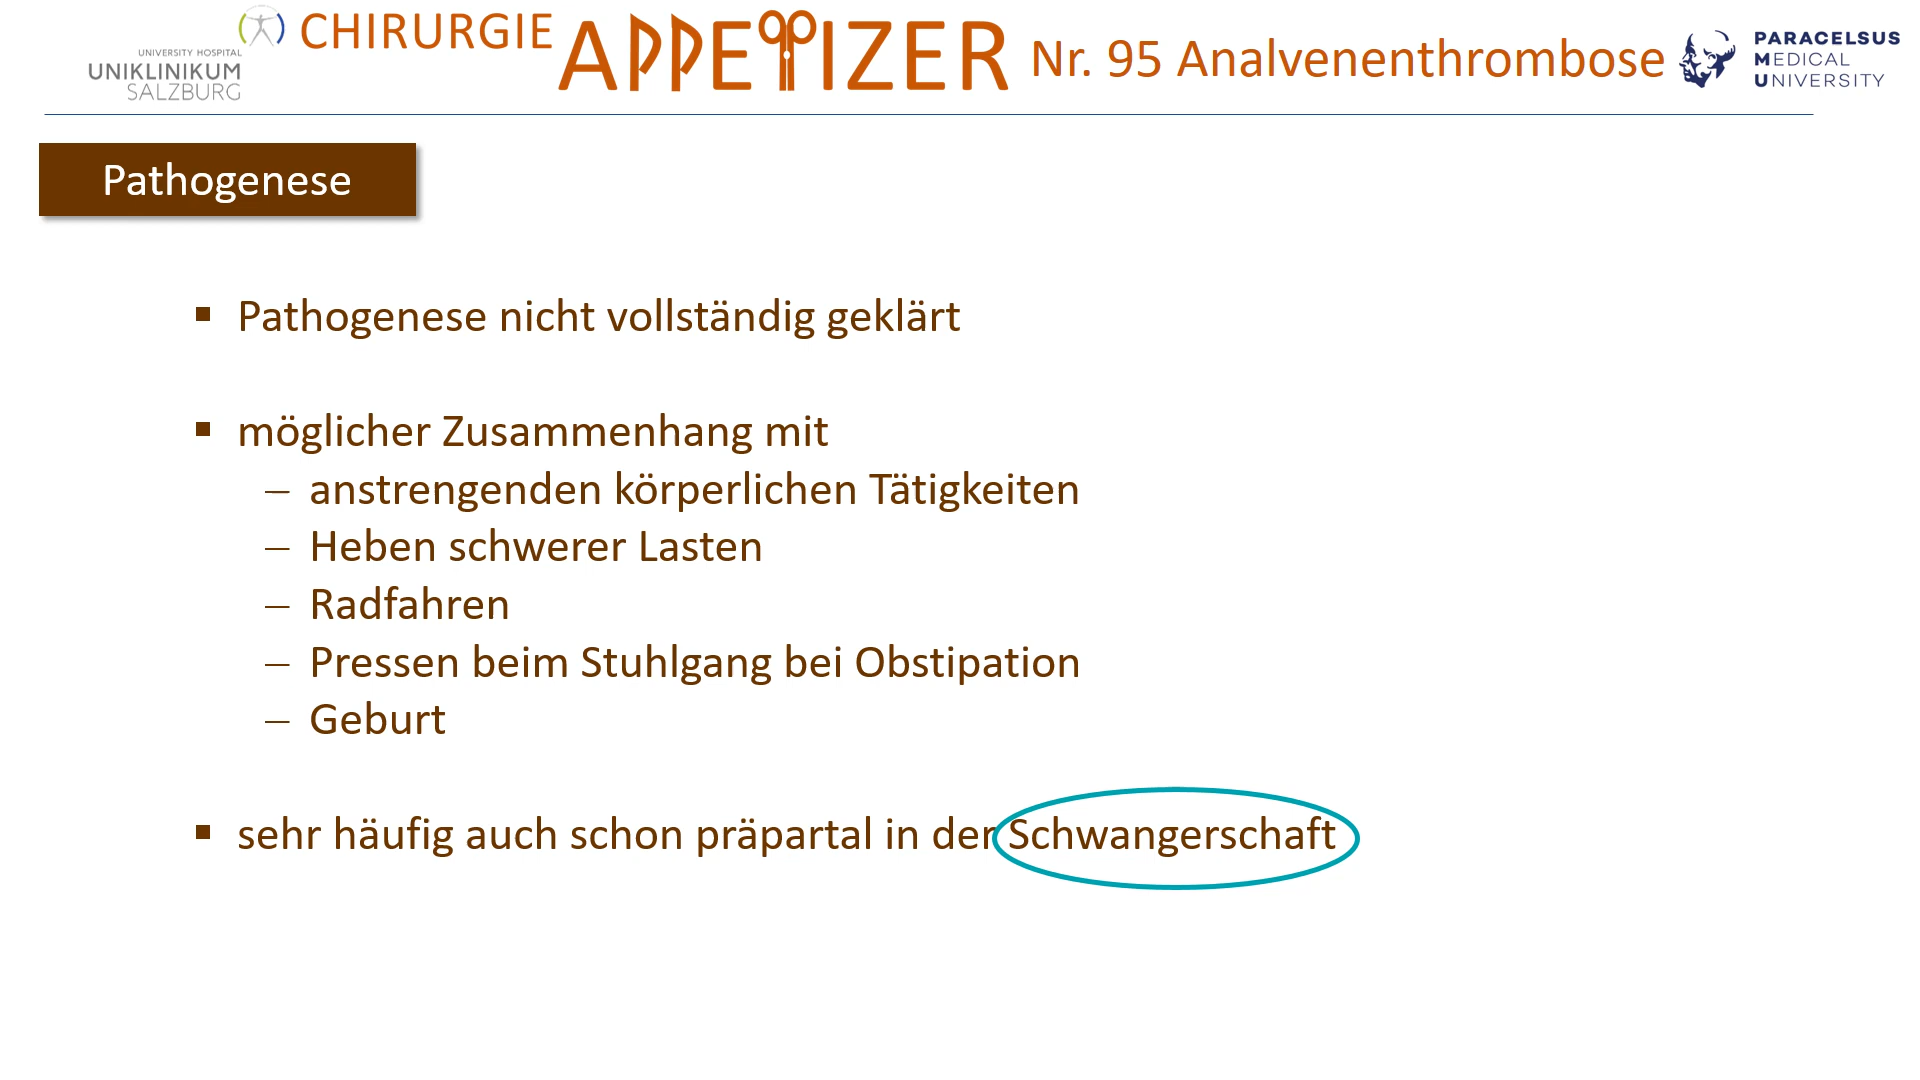 CHIRURGIE APPETIZER Nr. 95 Analvenenthrombose
UNIVERSITY HOSPITAL
UNIKLINIKUM
SALZBURG
PARACELSUS
MEDICAL
UNIVERSITY
Pathogenese
▪ Pathogenese nicht vollständig geklärt
▪ möglicher Zusammenhang mit
– anstrengenden körperlichen Tätigkeiten
– Heben schwerer Lasten
– Radfahren
– Pressen beim Stuhlgang bei Obstipation
– Geburt
▪ sehr häufig auch schon präpartal in der Schwangerschaft